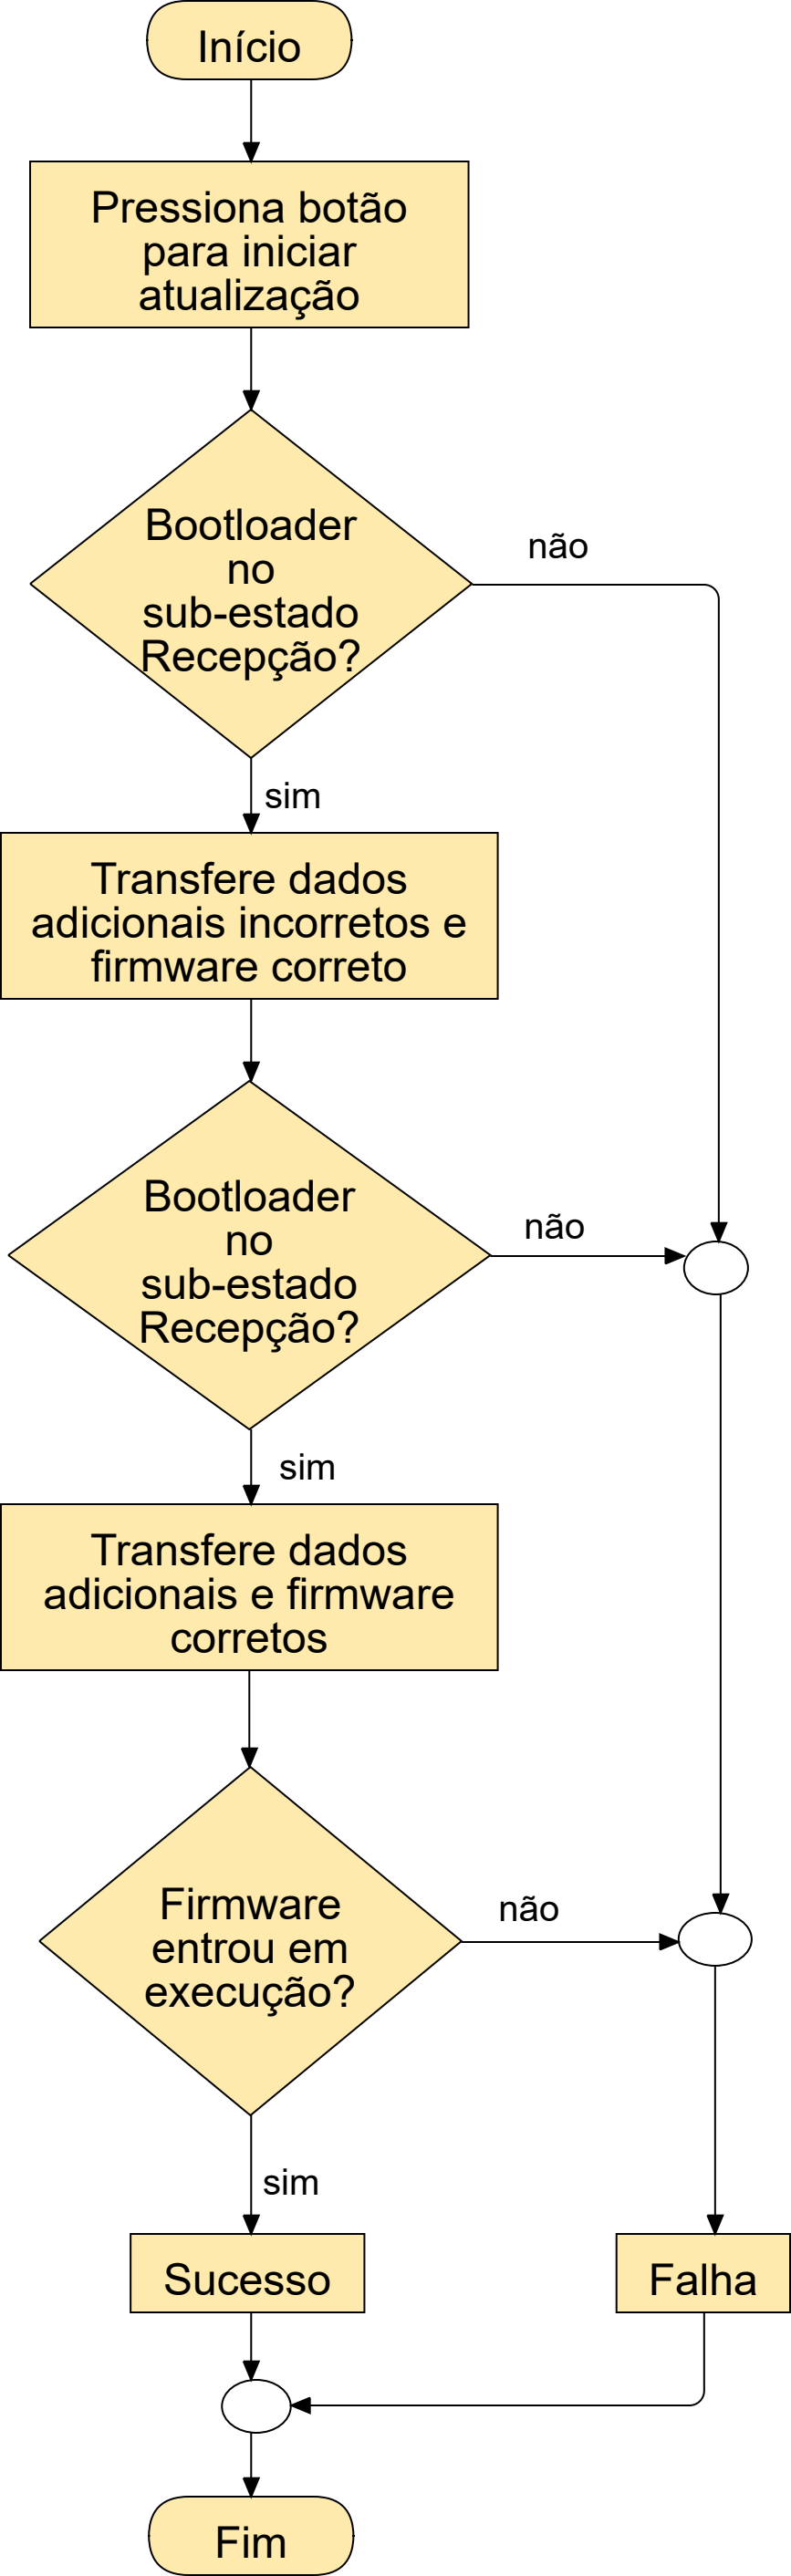 Início
Pressiona botão
para iniciar
atualização
Bootloader
no
sub-estado
Recepção?
não
sim
Transfere dados
adicionais incorretos e
firmware correto
Bootloader
no
sub-estado
Recepção?
não
sim
Transfere dados
adicionais e firmware
corretos
Firmware
entrou em
execução?
não
sim
Sucesso
Falha
Fim